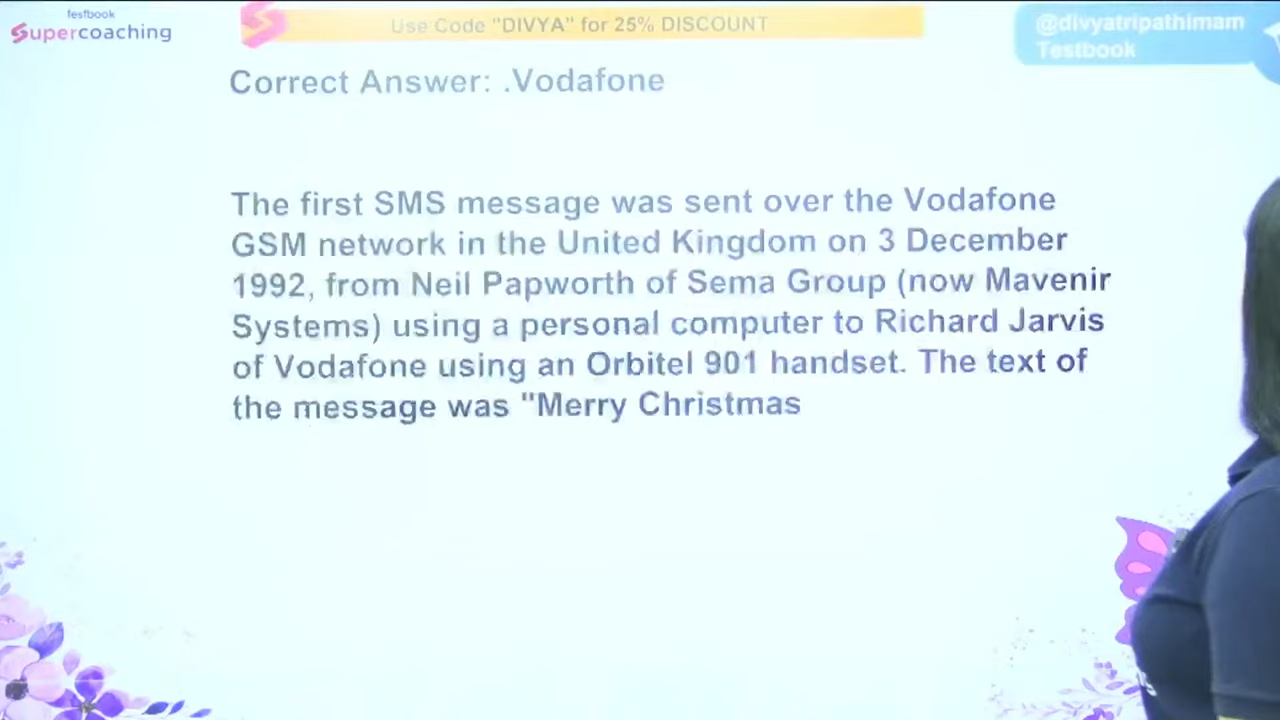 testbook
Supercoaching
Use Code "DIVYA" for 25% DISCOUNT
@divyatripathimam
Testbook
Correct Answer: .Vodafone
The first SMS message was sent over the Vodafone
GSM network in the United Kingdom on 3 December
1992, from Neil Papworth of Sema Group (now Mavenir
Systems) using a personal computer to Richard Jarvis
of Vodafone using an Orbitel 901 handset. The text of
the message was "Merry Christmas